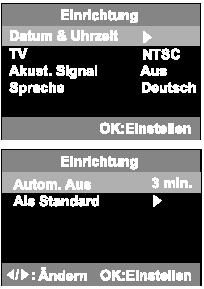 Einrichtung
Datum & Uhrzeit ▶
TV NTSC
Akust. Signal Aus
Sprache Deutsch
OK:Einstellen
Einrichtung
Autom. Aus 3 min.
Als Standard ▶
◀/▶: Ändern OK:Einstellen